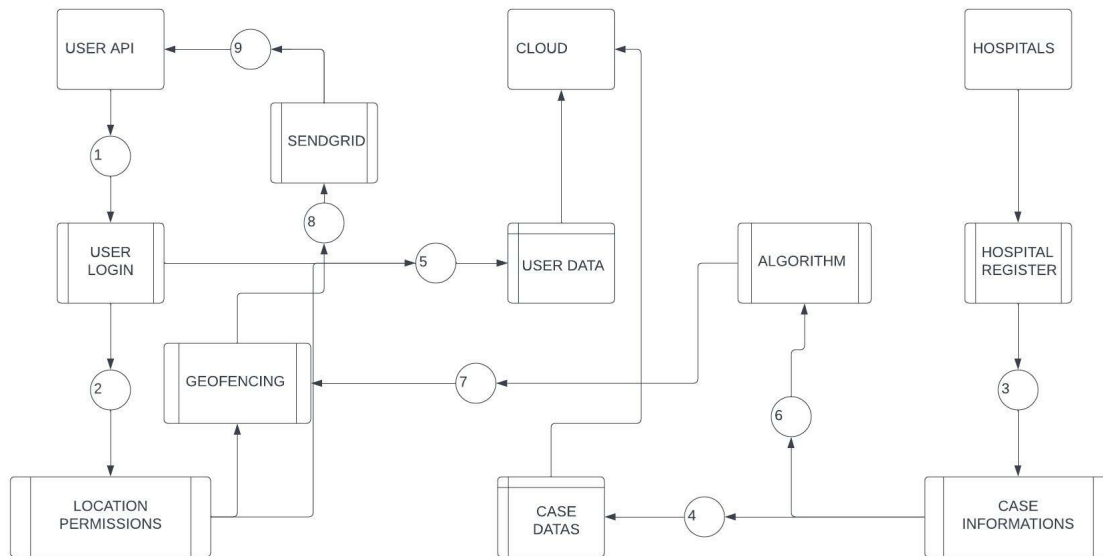 USER API
9
CLOUD
HOSPITALS
SENDGRID
1
8
USER
LOGIN
5
USER DATA
ALGORITHM
HOSPITAL
REGISTER
2
GEOFENCING
7
3
6
LOCATION
PERMISSIONS
CASE
DATAS
4
CASE
INFORMATIONS